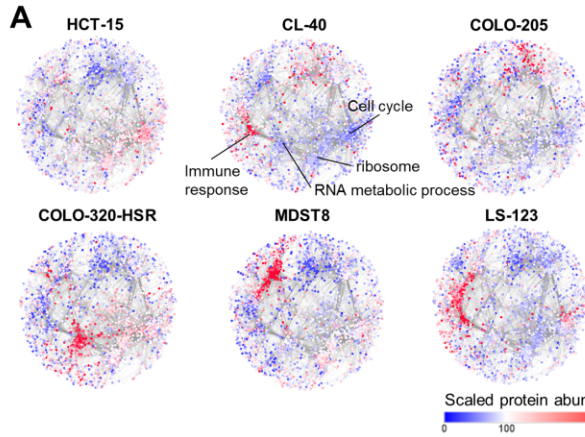 A
HCT-15 CL-40 COLO-205
Cell cycle
Immune response
ribosome
RNA metabolic process
COLO-320-HSR MDST8 LS-123
Scaled protein abun
0 100